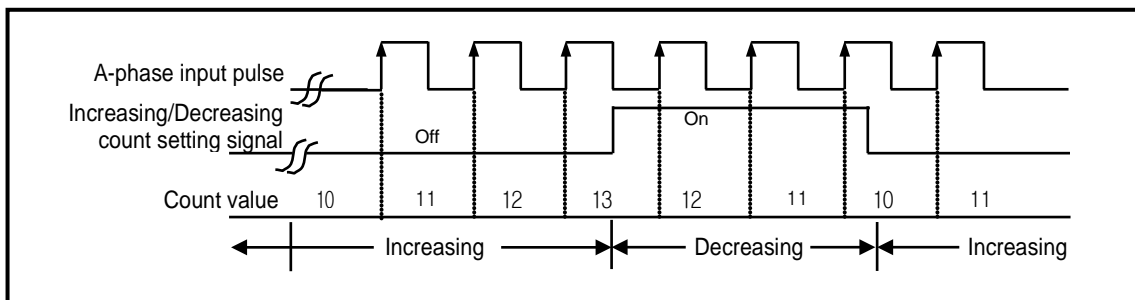 A-phase input pulse
Increasing/Decreasing
count setting signal
Off
On
Count value
10
11
12
13
12
11
10
11
Increasing
Decreasing
Increasing